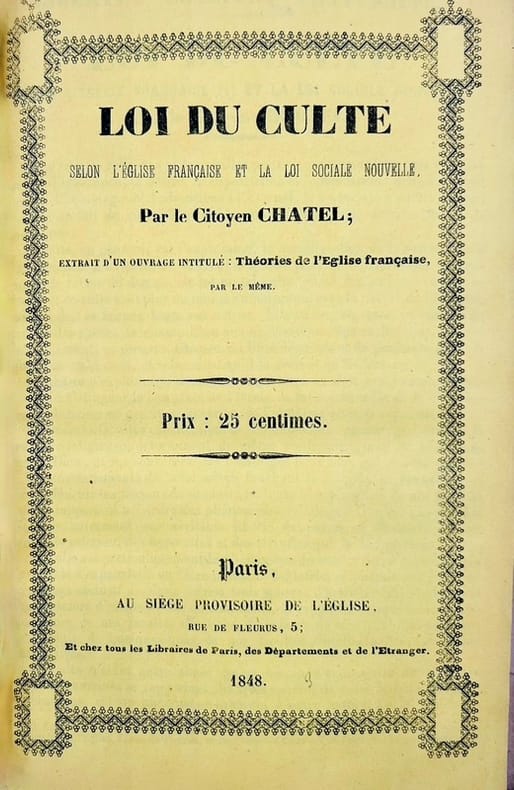 LOI DU CULTE
SELON L'ÉGLISE FRANÇAISE ET LA LOI SOCIALE NOUVELLE,
Par le Citoyen CHATEL;
EXTRAIT D'UN OUVRAGE INTITULÉ : Théories de l'Eglise française,
PAR LE MÊME.
Prix : 25 centimes.
Paris,
AU SIÉGE PROVISOIRE DE L'ÉGLISE,
RUE DE FLEURUS, 5;
Et chez tous les Libraires de Paris, des Départements et de l'Etranger.
1848.